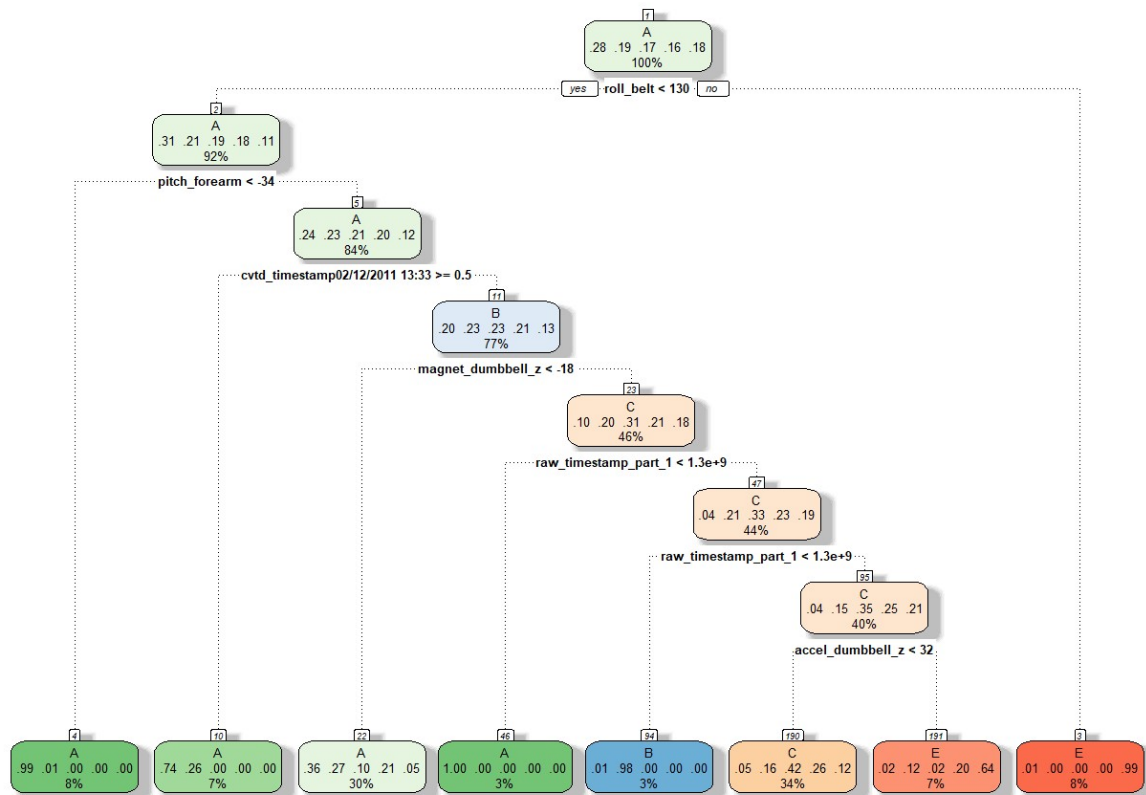 1
A
.28 .19 .17 .16 .18
100%
yes roll_belt < 130 no
2
A
.31 .21 .19 .18 .11
92%
pitch_forearm < -34
5
A
.24 .23 .21 .20 .12
84%
cvtd_timestamp02/12/2011 13:33 >= 0.5
11
B
.20 .23 .23 .21 .13
77%
magnet_dumbbell_z < -18
23
C
.10 .20 .31 .21 .18
46%
raw_timestamp_part_1 < 1.3e+9
47
C
.04 .21 .33 .23 .19
44%
raw_timestamp_part_1 < 1.3e+9
95
C
.04 .15 .35 .25 .21
40%
accel_dumbbell_z < 32
4 10 22 46 94 190 191 3
A A A A B C E E
.99 .01 .00 .00 .00 .74 .26 .00 .00 .00 .36 .27 .10 .21 .05 1.00 .00 .00 .00 .00 .01 .98 .00 .00 .00 .05 .16 .42 .26 .12 .02 .12 .02 .20 .64 .01 .00 .00 .00 .99
8% 7% 30% 3% 3% 34% 7% 8%